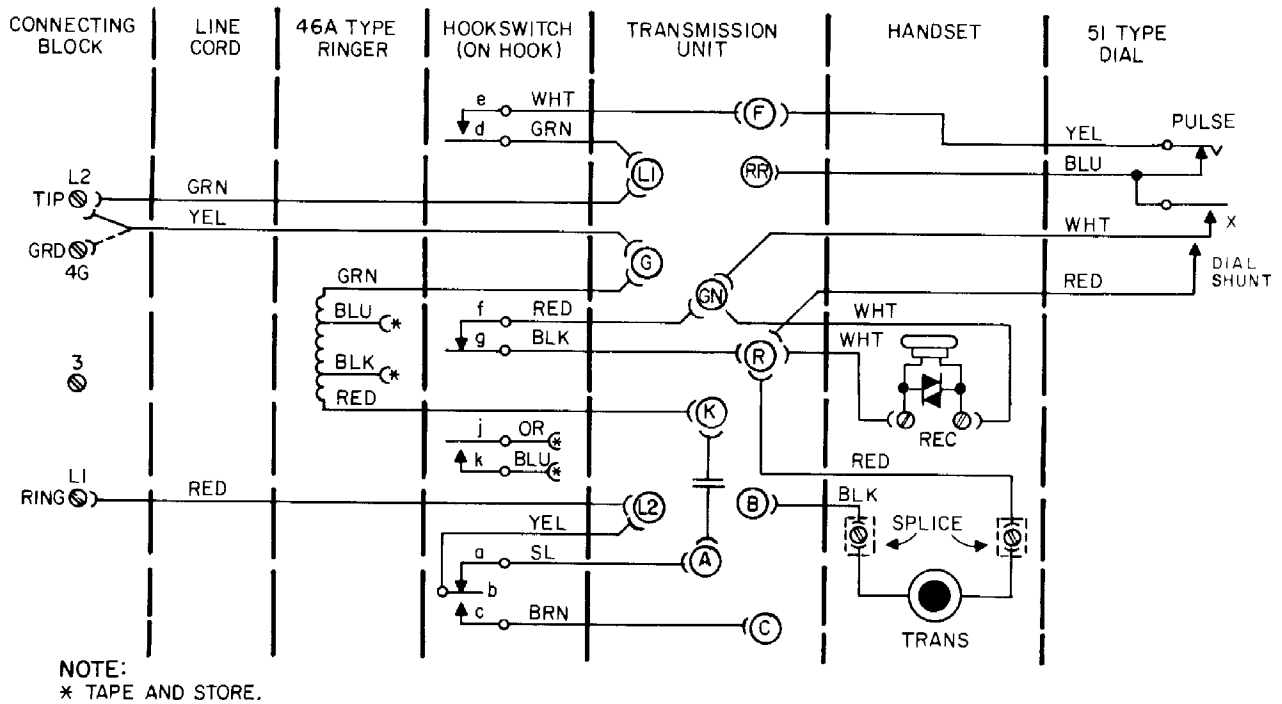 CONNECTING BLOCK
LINE CORD
46A TYPE RINGER
HOOKSWITCH (ON HOOK)
TRANSMISSION UNIT
HANDSET
51 TYPE DIAL
e WHT
F
d GRN
YEL
PULSE
L1
RR
BLU
L2
TIP
GRN
YEL
X
WHT
GRD
4G
G
DIAL SHUNT
GRN
GN
RED
BLU *
f RED
WHT
g BLK
R
WHT
3
BLK *
RED
K
REC
j OR *
k BLU *
RED
L1
RING
RED
L2
B
BLK
YEL
SPLICE
a SL
A
b
c BRN
C
TRANS
NOTE:
* TAPE AND STORE.